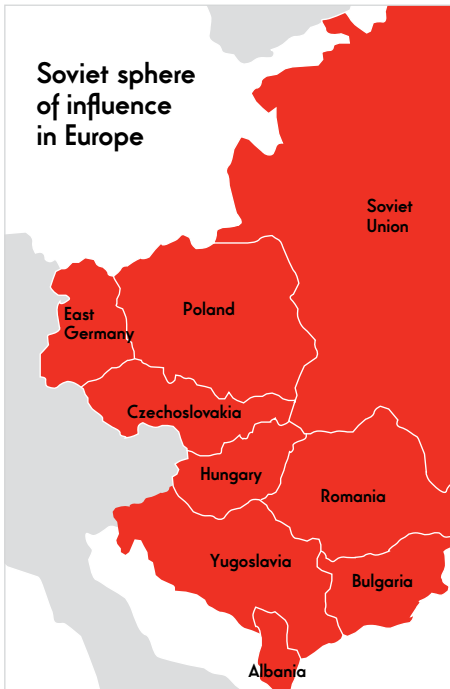 Soviet sphere
of influence
in Europe
Soviet
Union
Poland
East
Germany
Czechoslovakia
Hungary
Romania
Yugoslavia
Bulgaria
Albania